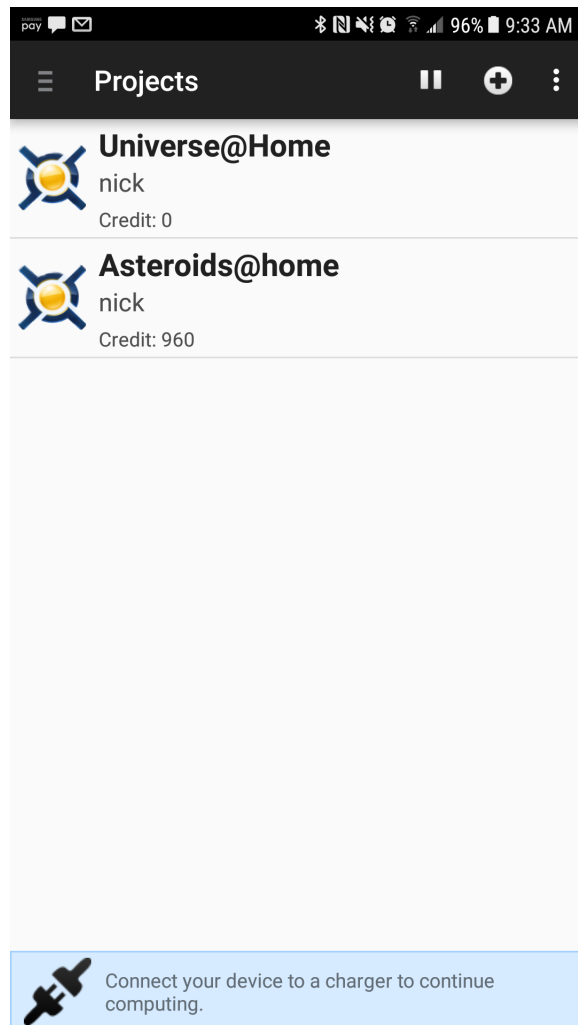 SAMSUNG pay 96% 9:33 AM
Projects
Universe@Home
nick
Credit: 0
Asteroids@home
nick
Credit: 960
Connect your device to a charger to continue
computing.